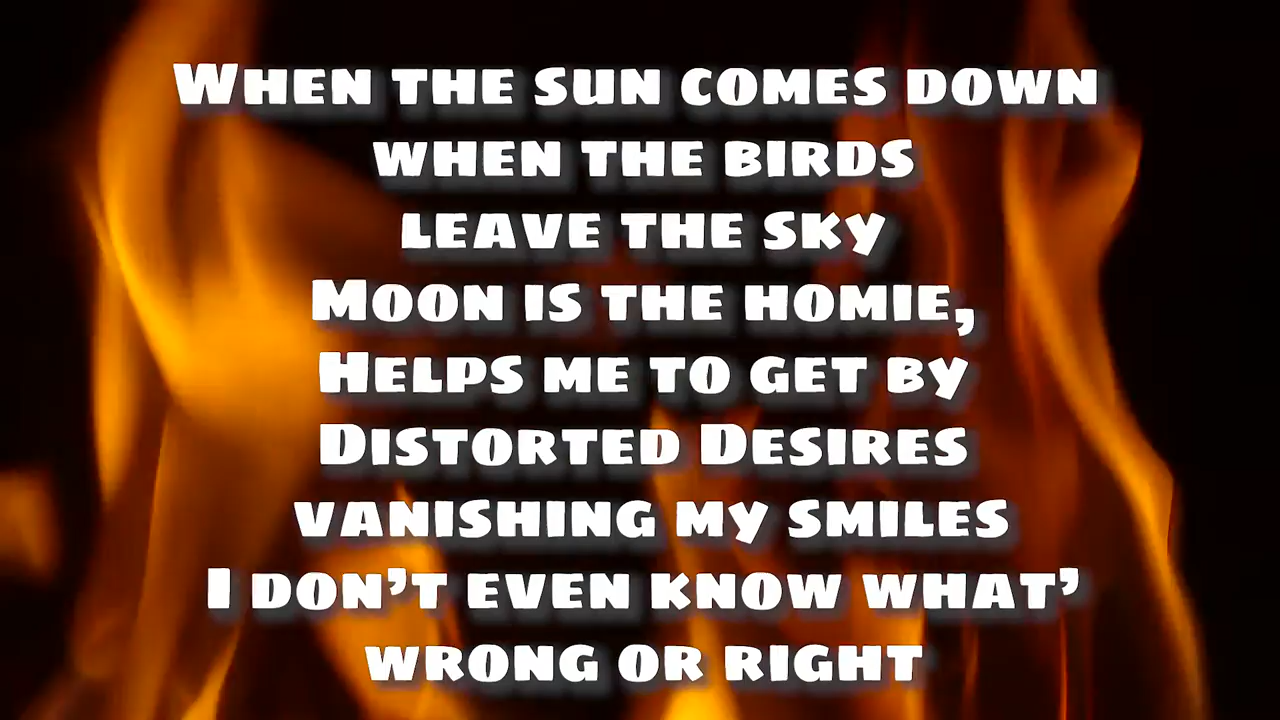 When the sun comes down
when the birds
leave the sky
Moon is the homie,
Helps me to get by
Distorted Desires
vanishing my smiles
I don’t even know what’
wrong or right